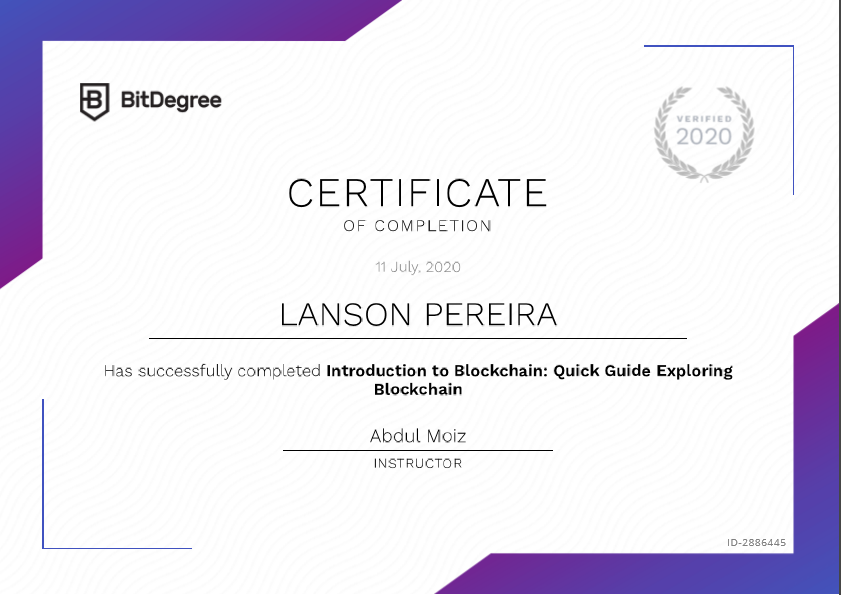 BitDegree
VERIFIED
2020
CERTIFICATE
OF COMPLETION
11 July, 2020
LANSON PEREIRA
Has successfully completed Introduction to Blockchain: Quick Guide Exploring
Blockchain
Abdul Moiz
INSTRUCTOR
ID-2886445